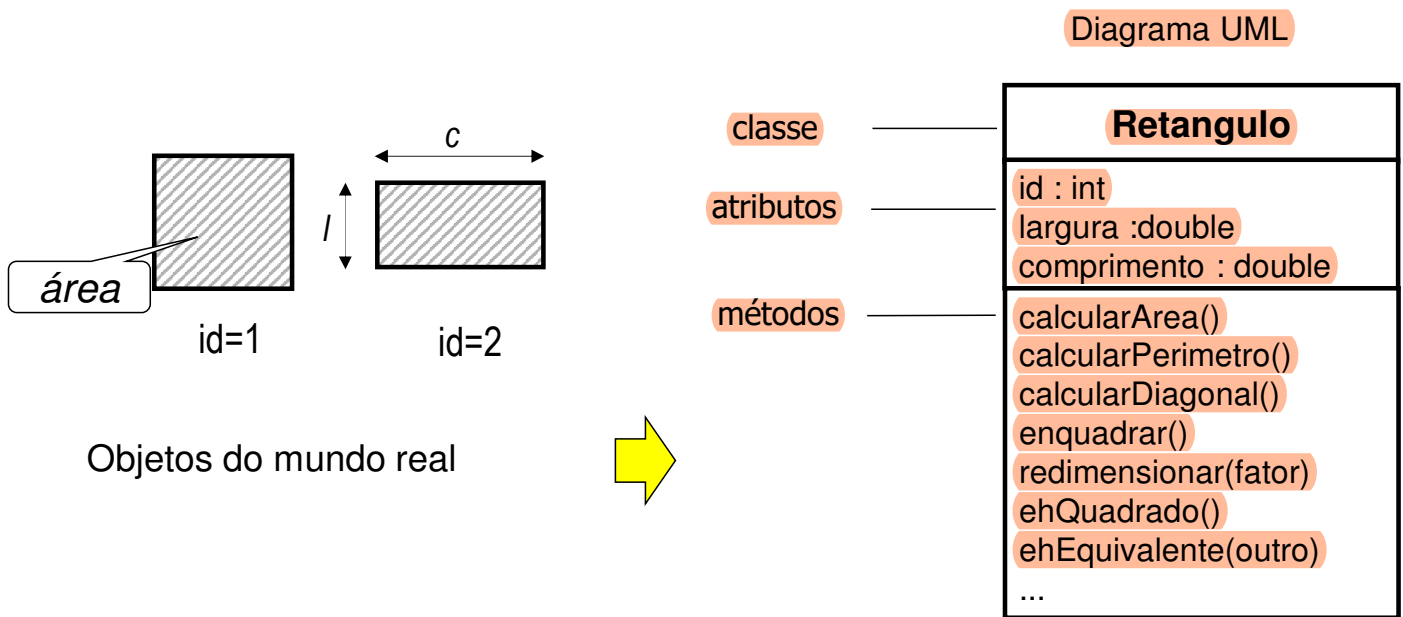 Diagrama UML
c
l
área
id=1
id=2
Objetos do mundo real
classe
atributos
métodos
Retangulo
id : int
largura :double
comprimento : double
calcularArea()
calcularPerimetro()
calcularDiagonal()
enquadrar()
redimensionar(fator)
ehQuadrado()
ehEquivalente(outro)
...